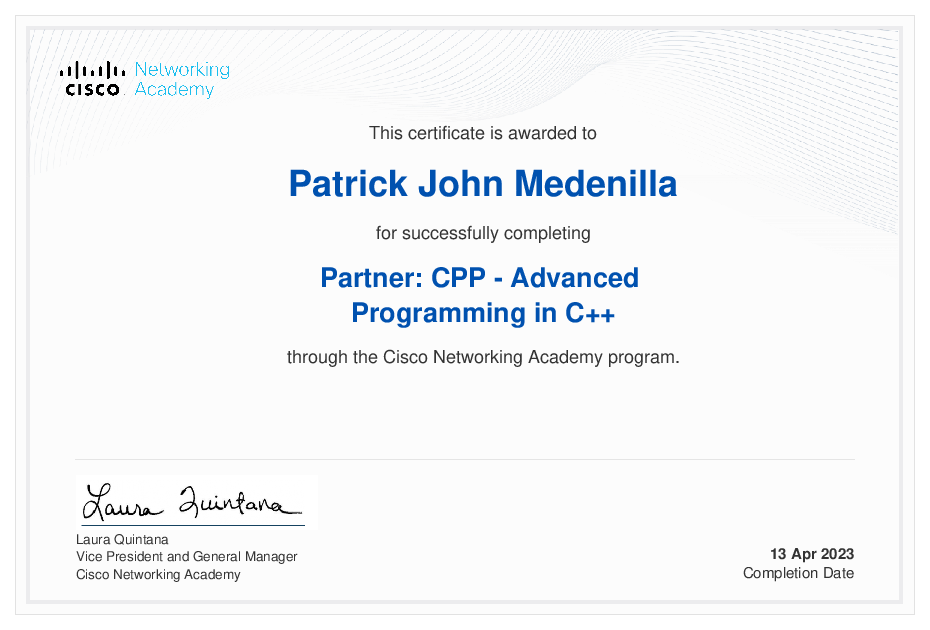 Networking
CISCO Academy
This certificate is awarded to
Patrick John Medenilla
for successfully completing
Partner: CPP - Advanced
Programming in C++
through the Cisco Networking Academy program.
Laura Quintana
Laura Quintana
Vice President and General Manager
Cisco Networking Academy
13 Apr 2023
Completion Date